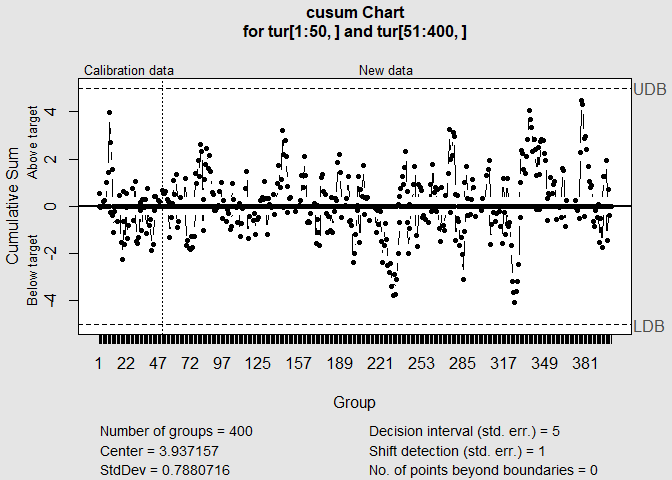 cusum Chart
for tur[1:50, ] and tur[51:400, ]
Calibration data
New data
UDB
LDB
Cumulative Sum
Above target
Below target
4
2
0
-2
-4
1 22 47 72 97 125 157 189 221 253 285 317 349 381
Group
Number of groups = 400
Center = 3.937157
StdDev = 0.7880716
Decision interval (std. err.) = 5
Shift detection (std. err.) = 1
No. of points beyond boundaries = 0